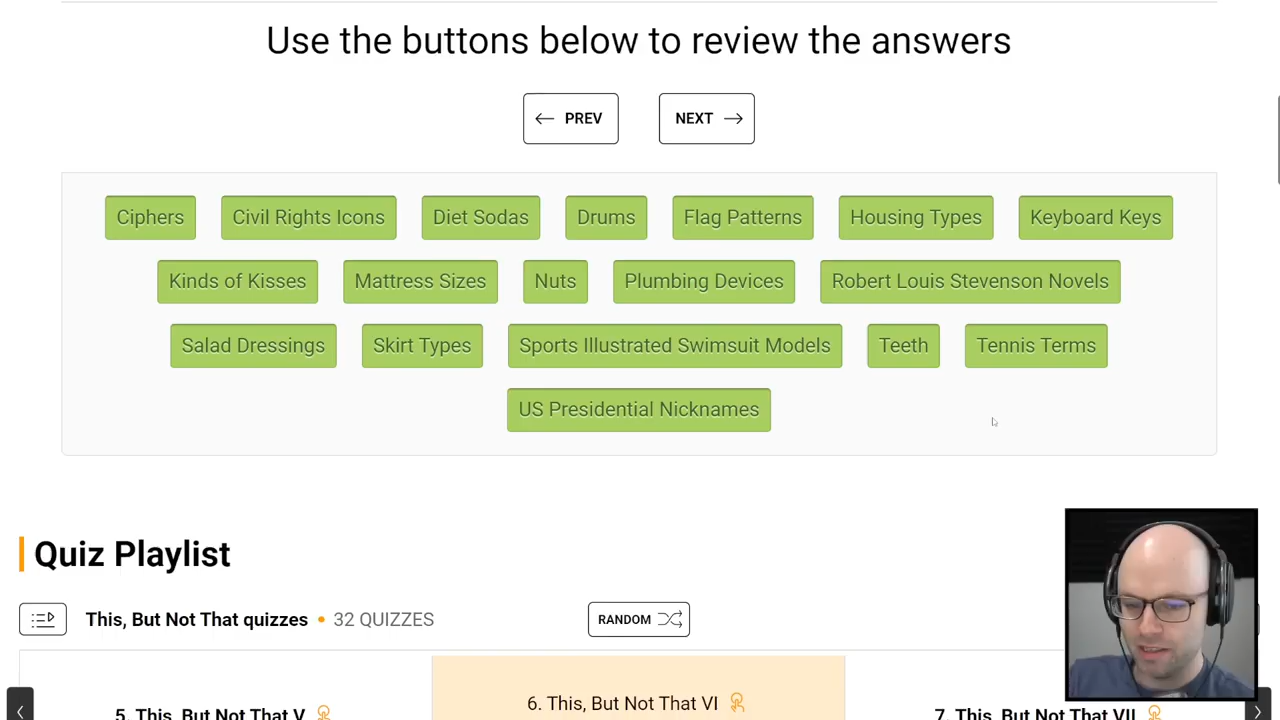 Use the buttons below to review the answers
PREV NEXT
Ciphers Civil Rights Icons Diet Sodas Drums Flag Patterns Housing Types Keyboard Keys
Kinds of Kisses Mattress Sizes Nuts Plumbing Devices Robert Louis Stevenson Novels
Salad Dressings Skirt Types Sports Illustrated Swimsuit Models Teeth Tennis Terms
US Presidential Nicknames
Quiz Playlist
This, But Not That quizzes • 32 QUIZZES RANDOM
5. This, But Not That V 6. This, But Not That VI 7. This, But Not That VII